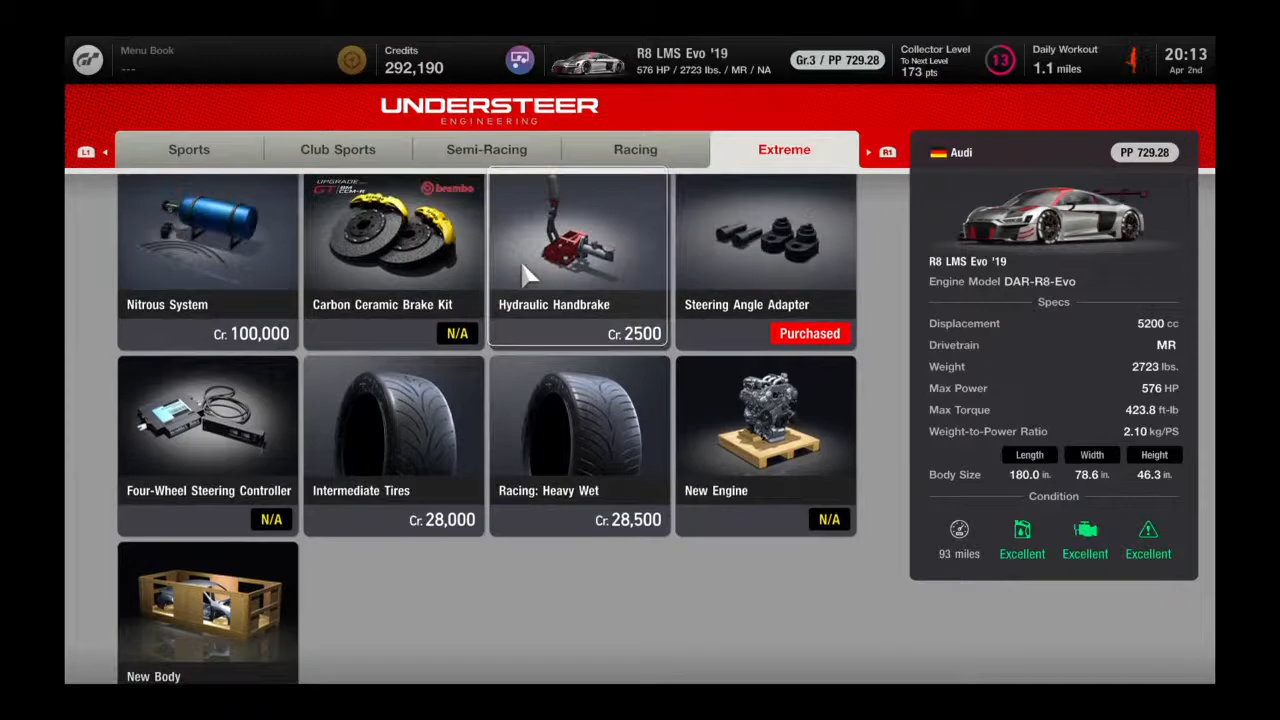 Menu Book
---
Credits
292,190
R8 LMS Evo '19
576 HP / 2723 lbs. / MR / NA
Gr.3 / PP 729.28
Collector Level
To Next Level
173 pts
13
Daily Workout
1.1 miles
20:13
Apr 2nd
UNDERSTEER
ENGINEERING
L1
Sports
Club Sports
Semi-Racing
Racing
Extreme
R1
UPGRADE
GT/BM
CCM-R
brembo
Nitrous System
Cr. 100,000
Carbon Ceramic Brake Kit
N/A
Hydraulic Handbrake
Cr. 2500
Steering Angle Adapter
Purchased
Four-Wheel Steering Controller
N/A
Intermediate Tires
Cr. 28,000
Racing: Heavy Wet
Cr. 28,500
New Engine
N/A
New Body
Audi
PP 729.28
R8 LMS Evo '19
Engine Model DAR-R8-Evo
Specs
Displacement 5200 cc
Drivetrain MR
Weight 2723 lbs.
Max Power 576 HP
Max Torque 423.8 ft-lb
Weight-to-Power Ratio 2.10 kg/PS
Length Width Height
Body Size 180.0 in. 78.6 in. 46.3 in.
Condition
93 miles Excellent Excellent Excellent